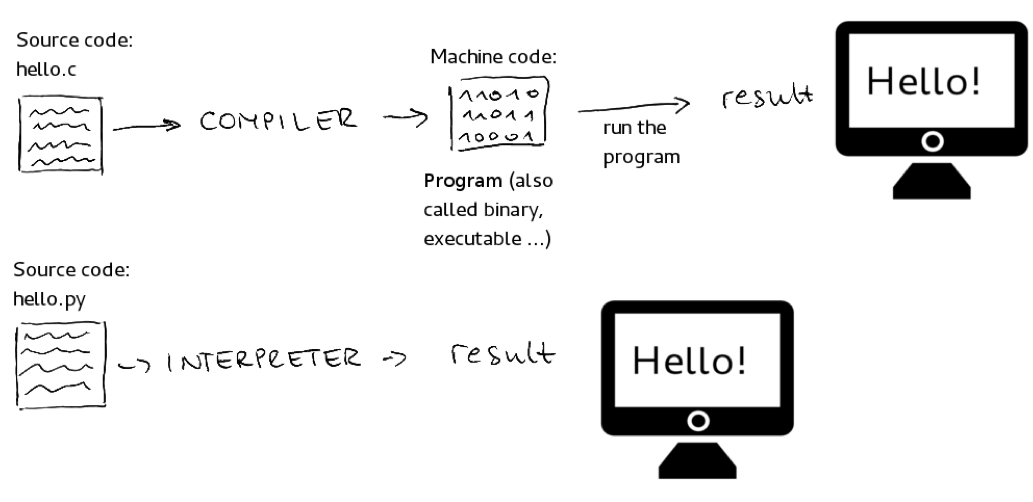 Source code:
hello.c
COMPILER
Machine code:
11010
11011
10001
Program (also
called binary,
executable ...)
run the
program
result
Hello!
Source code:
hello.py
INTERPRETER
result
Hello!